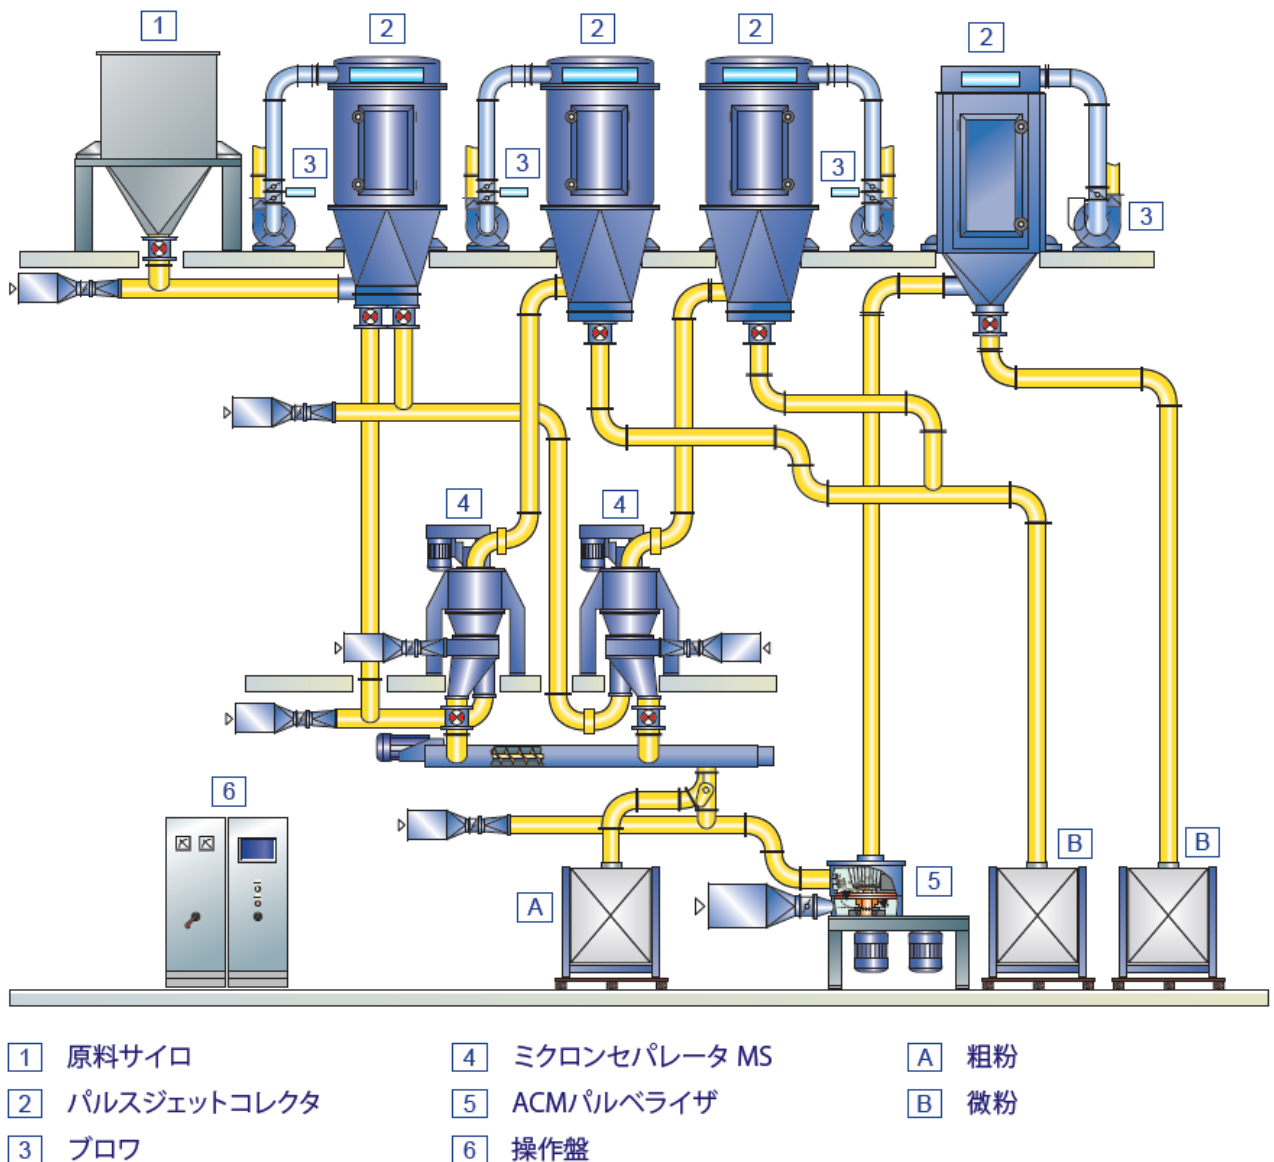 1
2
2
2
2
3
3
3
3
4
4
6
5
A
B
B
1 原料サイロ
2 パルスジェットコレクタ
3 ブロワ
4 ミクロンセパレータ MS
5 ACMパルベライザ
6 操作盤
A 粗粉
B 微粉